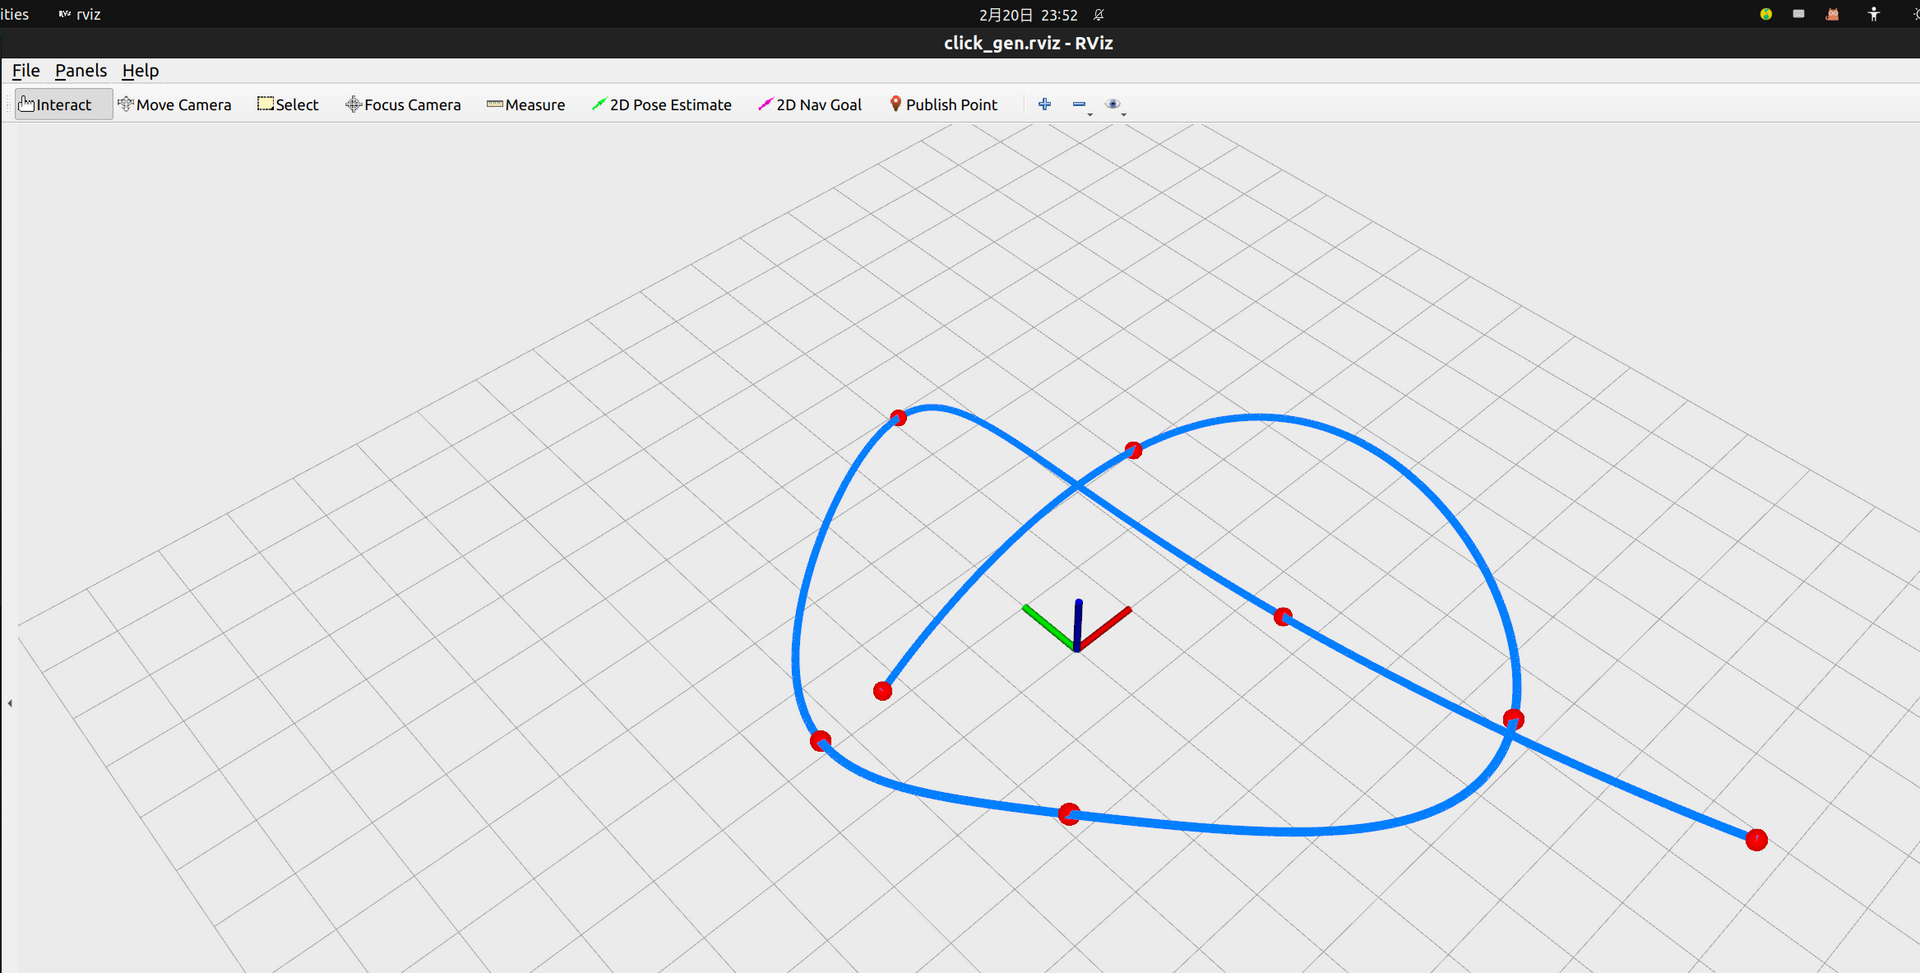 ities rviz 2月20日 23:52
click_gen.rviz - RViz
File Panels Help
Interact Move Camera Select Focus Camera Measure 2D Pose Estimate 2D Nav Goal Publish Point